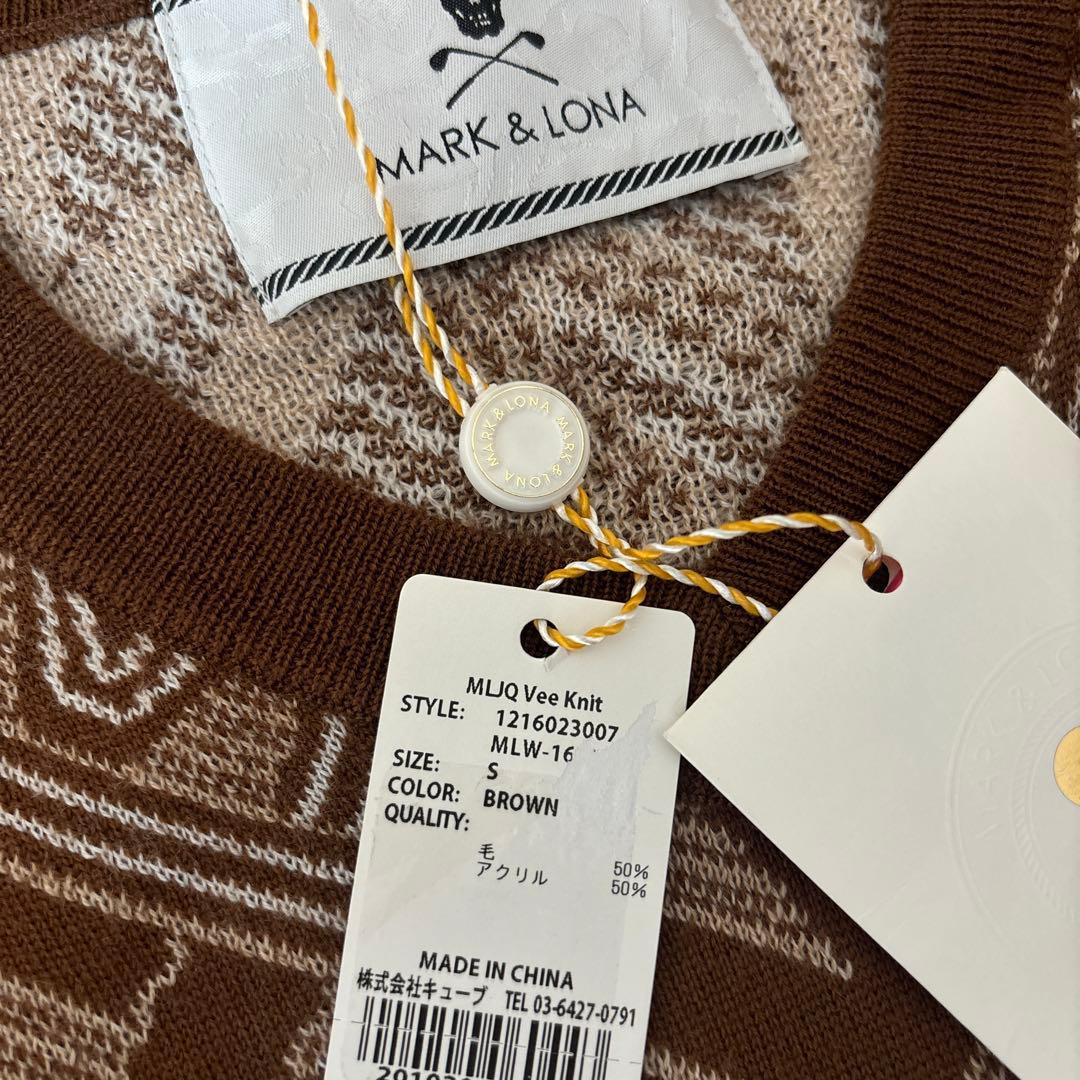 MARK & LONA
MARK & LONA MARK & LONA
MLJQ Vee Knit
STYLE: 1216023007
MLW-16
SIZE: S
COLOR: BROWN
QUALITY:
毛 50%
アクリル 50%
MADE IN CHINA
株式会社キューブ TEL 03-6427-0791